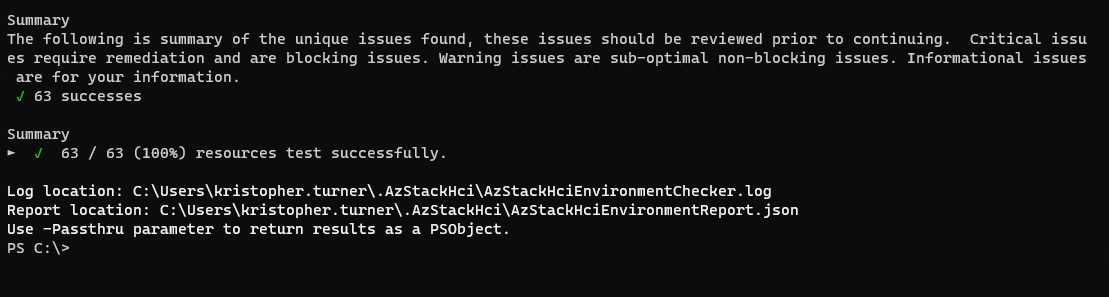 Summary
The following is summary of the unique issues found, these issues should be reviewed prior to continuing.  Critical issu
es require remediation and are blocking issues. Warning issues are sub-optimal non-blocking issues. Informational issues
 are for your information.
 √ 63 successes
Summary
►  √  63 / 63 (100%) resources test successfully.
Log location: C:\Users\kristopher.turner\.AzStackHci\AzStackHciEnvironmentChecker.log
Report location: C:\Users\kristopher.turner\.AzStackHci\AzStackHciEnvironmentReport.json
Use -Passthru parameter to return results as a PSObject.
PS C:\>